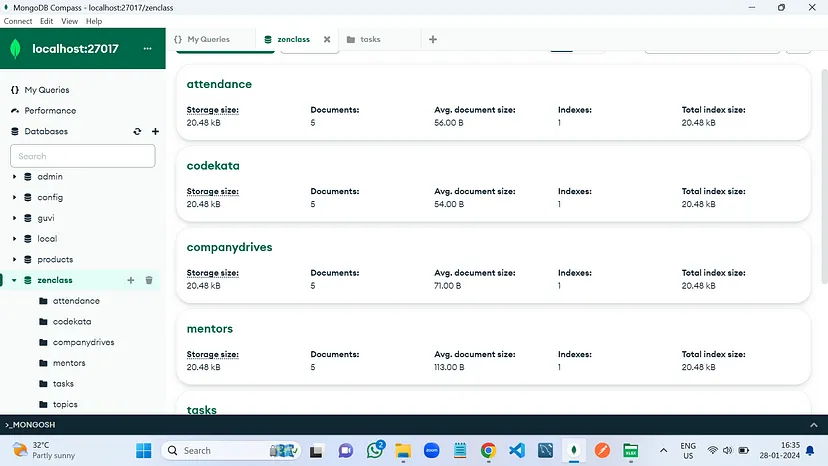 MongoDB Compass - localhost:27017/zenclass
Connect Edit View Help
localhost:27017 ...
{} My Queries
zenclass
tasks
My Queries
Performance
Databases
Search
admin
config
guvi
local
products
zenclass
attendance
codekata
companydrives
mentors
tasks
topics
attendance
Storage size: Documents: Avg. document size: Indexes: Total index size:
20.48 kB 5 56.00 B 1 20.48 kB
codekata
Storage size: Documents: Avg. document size: Indexes: Total index size:
20.48 kB 5 54.00 B 1 20.48 kB
companydrives
Storage size: Documents: Avg. document size: Indexes: Total index size:
20.48 kB 5 71.00 B 1 20.48 kB
mentors
Storage size: Documents: Avg. document size: Indexes: Total index size:
20.48 kB 5 113.00 B 1 20.48 kB
tasks
>_MONGOSH
32°C
Partly sunny
Search
2
zoom
ENG
US
16:35
28-01-2024